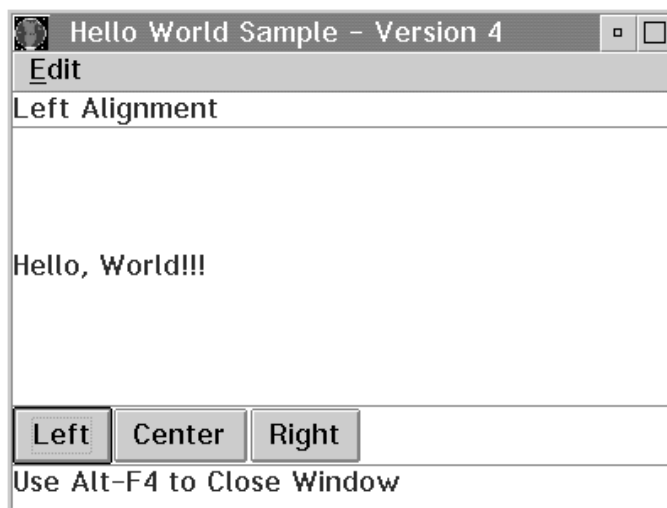 Hello World Sample - Version 4
Edit
Left Alignment
Hello, World!!!
Left Center Right
Use Alt-F4 to Close Window